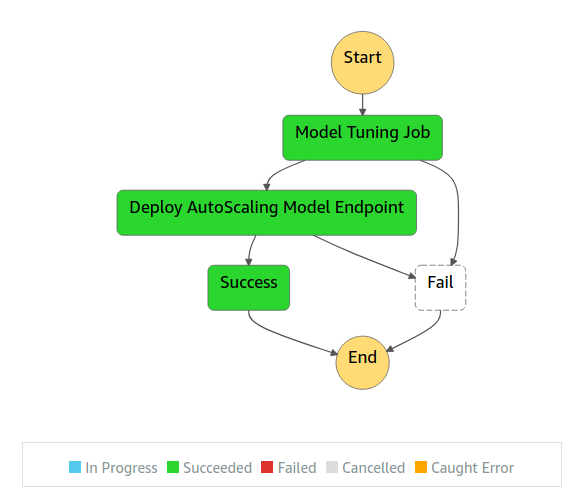 Start
Model Tuning Job
Deploy AutoScaling Model Endpoint
Success
Fail
End
In Progress Succeeded Failed Cancelled Caught Error